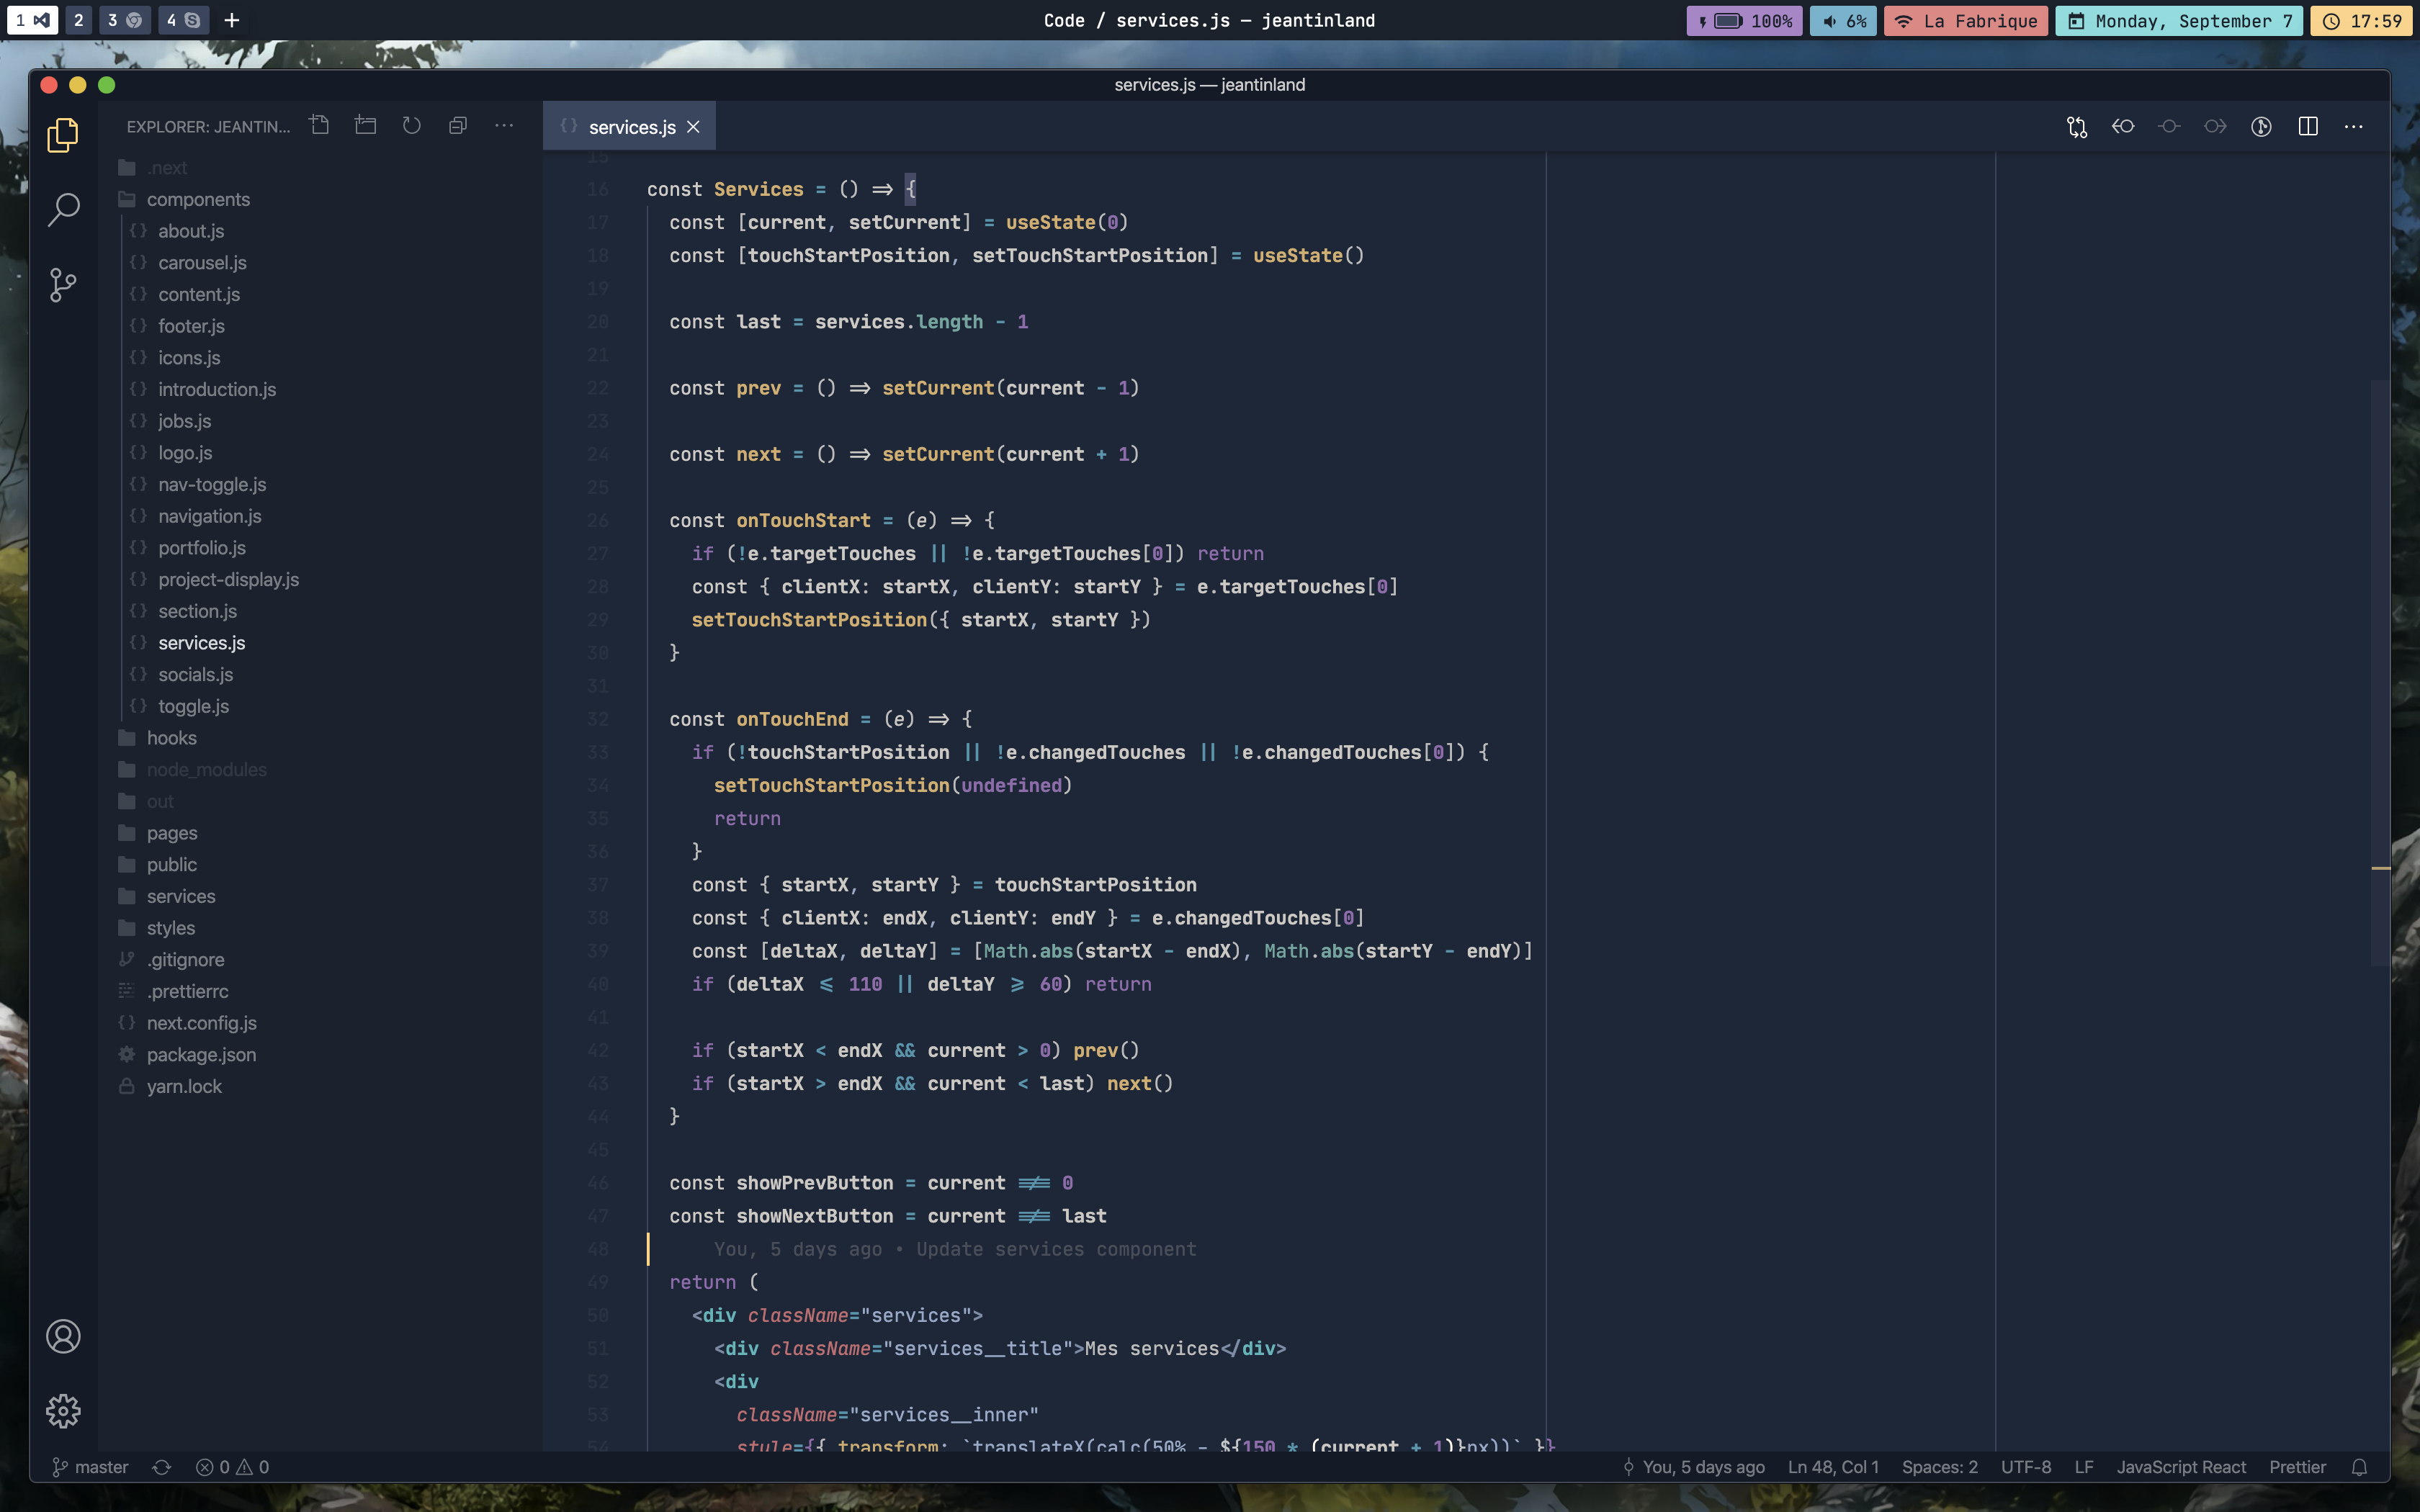 1 2 3 4 +
Code / services.js — jeantinland
100% 6% La Fabrique Monday, September 7 17:59
services.js — jeantinland
EXPLORER: JEANTIN... ···
.next
components
about.js
carousel.js
content.js
footer.js
icons.js
introduction.js
jobs.js
logo.js
nav-toggle.js
navigation.js
portfolio.js
project-display.js
section.js
services.js
socials.js
toggle.js
hooks
node_modules
out
pages
public
services
styles
.gitignore
.prettierrc
next.config.js
package.json
yarn.lock
{} services.js ×
15
16 const Services = () => {
17 const [current, setCurrent] = useState(0)
18 const [touchStartPosition, setTouchStartPosition] = useState()
19
20 const last = services.length - 1
21
22 const prev = () => setCurrent(current - 1)
23
24 const next = () => setCurrent(current + 1)
25
26 const onTouchStart = (e) => {
27 if (!e.targetTouches || !e.targetTouches[0]) return
28 const { clientX: startX, clientY: startY } = e.targetTouches[0]
29 setTouchStartPosition({ startX, startY })
30 }
31
32 const onTouchEnd = (e) => {
33 if (!touchStartPosition || !e.changedTouches || !e.changedTouches[0]) {
34 setTouchStartPosition(undefined)
35 return
36 }
37 const { startX, startY } = touchStartPosition
38 const { clientX: endX, clientY: endY } = e.changedTouches[0]
39 const [deltaX, deltaY] = [Math.abs(startX - endX), Math.abs(startY - endY)]
40 if (deltaX <= 110 || deltaY >= 60) return
41
42 if (startX < endX && current > 0) prev()
43 if (startX > endX && current < last) next()
44 }
45
46 const showPrevButton = current !== 0
47 const showNextButton = current !== last
48 You, 5 days ago • Update services component
49 return (
50 <div className="services">
51 <div className="services__title">Mes services</div>
52 <div
53 className="services__inner"
54 style={{ transform: `translateX(calc(50% - ${150 * (current + 1)}px))` }}
master 0 0
You, 5 days ago Ln 48, Col 1 Spaces: 2 UTF-8 LF JavaScript React Prettier